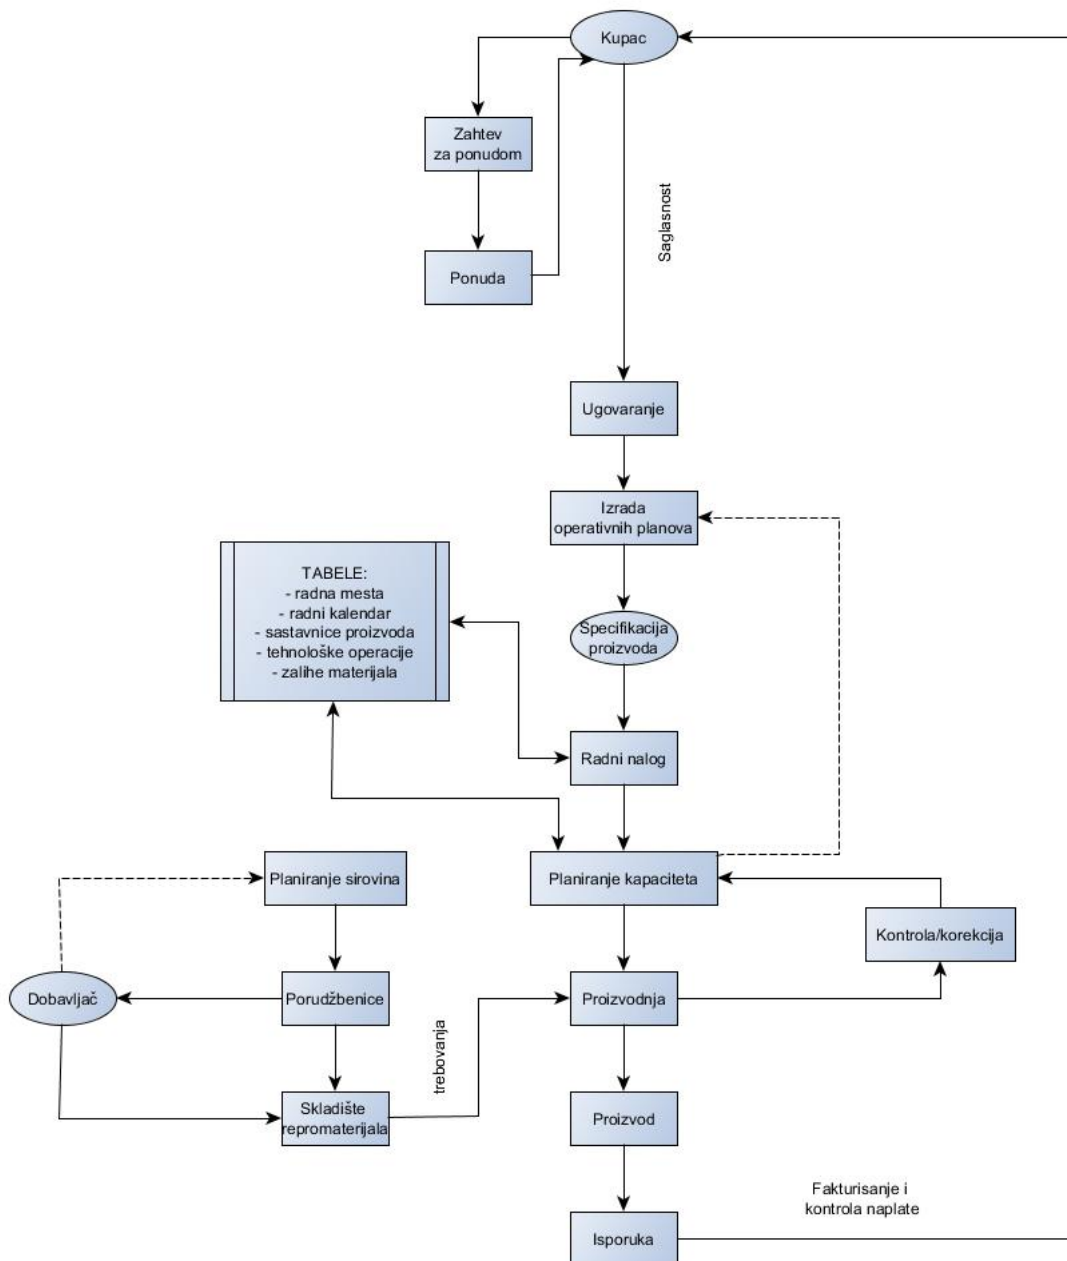 Kupac
Zahtev
za ponudom
Saglasnost
Ponuda
Ugovaranje
Izrada
operativnih planova
TABELE:
- radna mesta
- radni kalendar
- sastavnice proizvoda
- tehnološke operacije
- zalihe materijala
Specifikacija
proizvoda
Radni nalog
Planiranje sirovina
Planiranje kapaciteta
Kontrola/korekcija
Dobavljač
Porudžbenice
trebovanja
Proizvodnja
Skladište
repromaterijala
Proizvod
Fakturisanje i
kontrola naplate
Isporuka